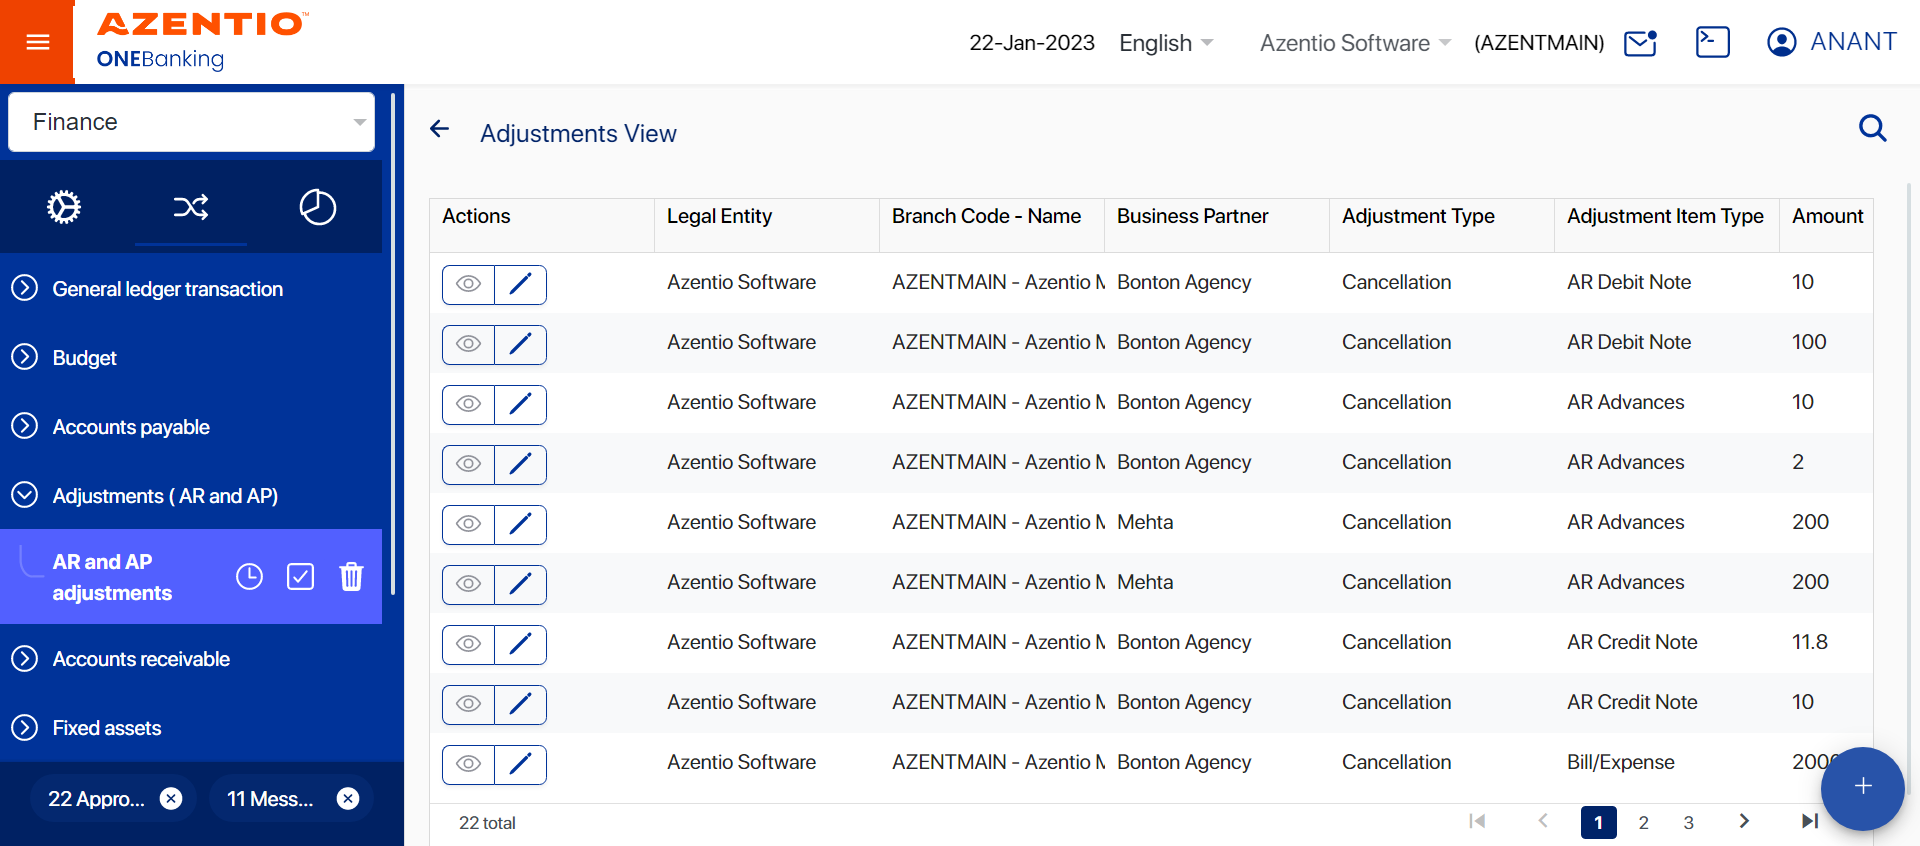 AZENTIO™
ONEBanking
22-Jan-2023 English Azentio Software (AZENTMAIN) ANANT
Finance
General ledger transaction
Budget
Accounts payable
Adjustments ( AR and AP)
AR and AP
adjustments
Accounts receivable
Fixed assets
22 Appro...
11 Mess...
Adjustments View
Actions Legal Entity Branch Code - Name Business Partner Adjustment Type Adjustment Item Type Amount
Azentio Software AZENTMAIN - Azentio Bonton Agency Cancellation AR Debit Note 10
Azentio Software AZENTMAIN - Azentio Bonton Agency Cancellation AR Debit Note 100
Azentio Software AZENTMAIN - Azentio Bonton Agency Cancellation AR Advances 10
Azentio Software AZENTMAIN - Azentio Bonton Agency Cancellation AR Advances 2
Azentio Software AZENTMAIN - Azentio Mehta Cancellation AR Advances 200
Azentio Software AZENTMAIN - Azentio Mehta Cancellation AR Advances 200
Azentio Software AZENTMAIN - Azentio Bonton Agency Cancellation AR Credit Note 11.8
Azentio Software AZENTMAIN - Azentio Bonton Agency Cancellation AR Credit Note 10
Azentio Software AZENTMAIN - Azentio Bonton Agency Cancellation Bill/Expense
22 total
1 2 3